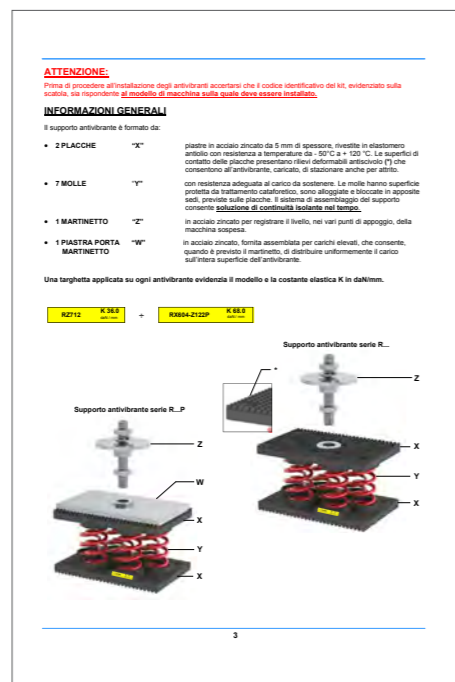 ATTENZIONE:
Prima di procedere all'installazione degli antivibranti accertarsi che il codice identificativo del kit, evidenziato sulla
scatola, sia rispondente al modello di macchina sulla quale deve essere installato.
INFORMAZIONI GENERALI
Il supporto antivibrante è formato da:
• 2 PLACCHE "X" piastre in acciaio zincato da 5 mm di spessore, rivestite in elastomero
antiolio con resistenza a temperature da - 50°C a + 120 °C. Le superfici di
contatto delle placche presentano rilievi deformabili antiscivolo (*) che
consentono all'antivibrante, caricato, di stazionare anche per attrito.
• 7 MOLLE "Y" con resistenza adeguata al carico da sostenere. Le molle hanno superficie
protetta da trattamento cataforetico, sono alloggiate e bloccate in apposite
sedi, previste sulle placche. Il sistema di assemblaggio del supporto
consente soluzione di continuità isolante nel tempo.
• 1 MARTINETTO "Z" in acciaio zincato per registrare il livello, nei vari punti di appoggio, della
macchina sospesa.
• 1 PIASTRA PORTA "W" in acciaio zincato, fornita assemblata per carichi elevati, che consente,
MARTINETTO quando è previsto il martinetto, di distribuire uniformemente il carico
sull'intera superficie dell'antivibrante.
Una targhetta applicata su ogni antivibrante evidenzia il modello e la costante elastica K in daN/mm.
RZ712 K 36.0 + RX604-Z122P K 68.0
daN / mm daN / mm
Supporto antivibrante serie R...
*
Z
X
Y
X
Supporto antivibrante serie R...P
Z
W
X
Y
X
3